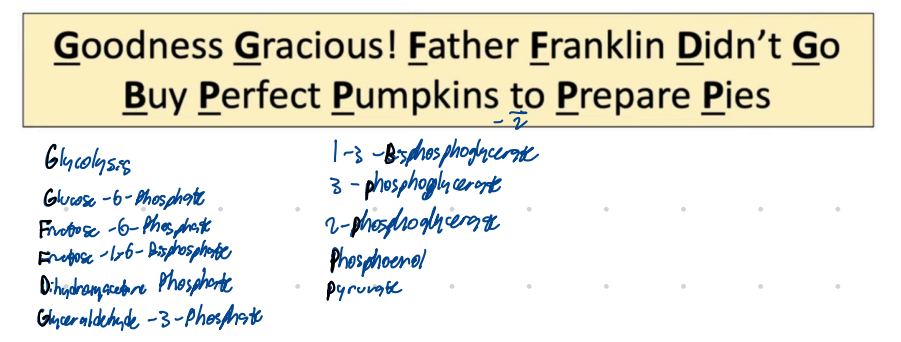 Goodness Gracious! Father Franklin Didn't Go
Buy Perfect Pumpkins to Prepare Pies
- 2
Glycolysis
Glucose -6-Phosphate
Fructose -6-Phosphate
Fructose -1-6-Bisphosphate
Dihydroxyacetone Phosphate
Glyceraldehyde -3-Phosphate
1-3-Bisphosphoglycerate
3-phosphoglycerate
2-phosphoglycerate
Phosphoenol
Pyruvate